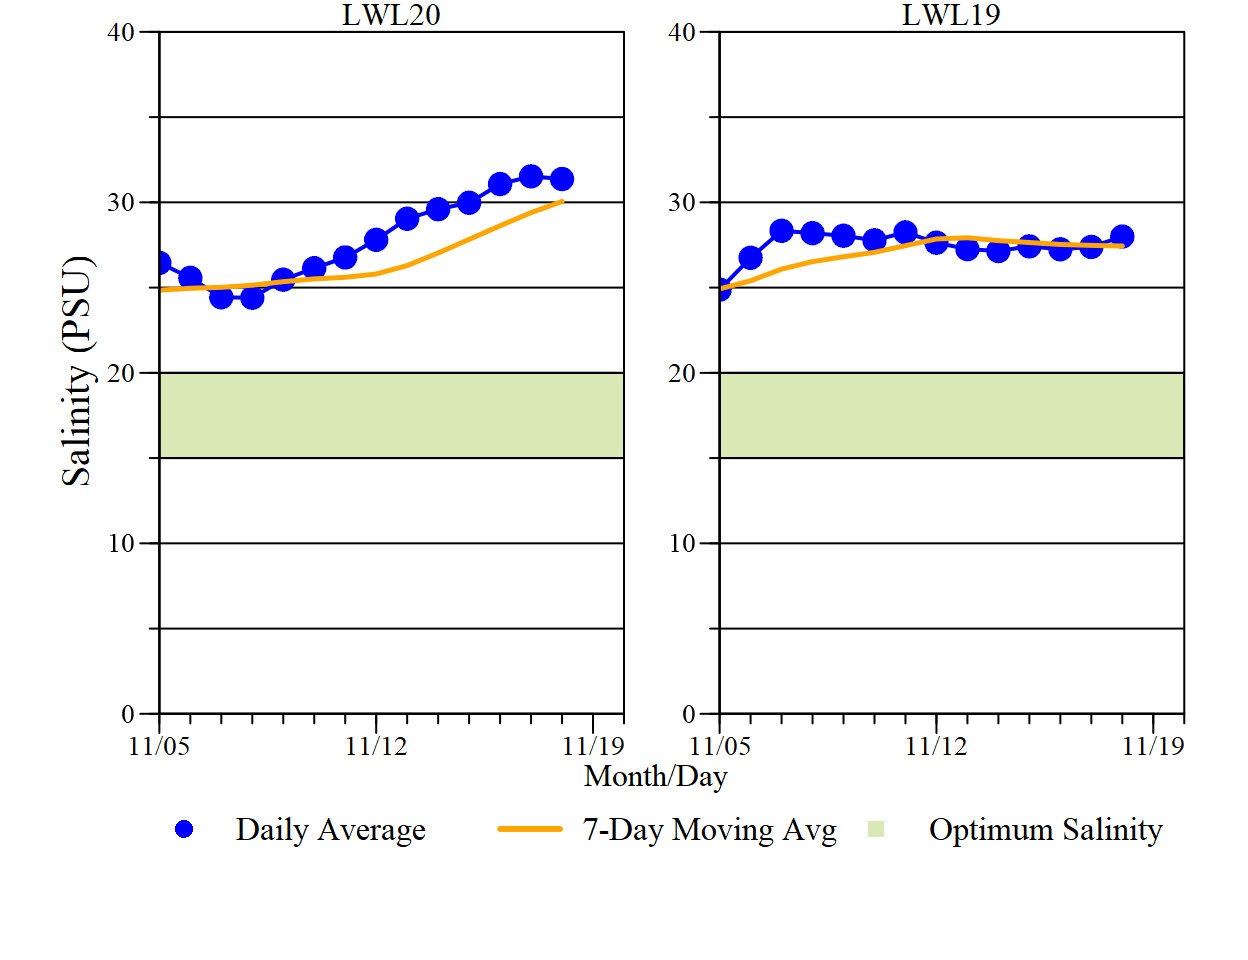 LWL20
LWL19
40
30
20
10
0
40
30
20
10
0
Salinity (PSU)
11/05
11/12
11/19
11/05
11/12
11/19
Month/Day
Daily Average
7-Day Moving Avg
Optimum Salinity